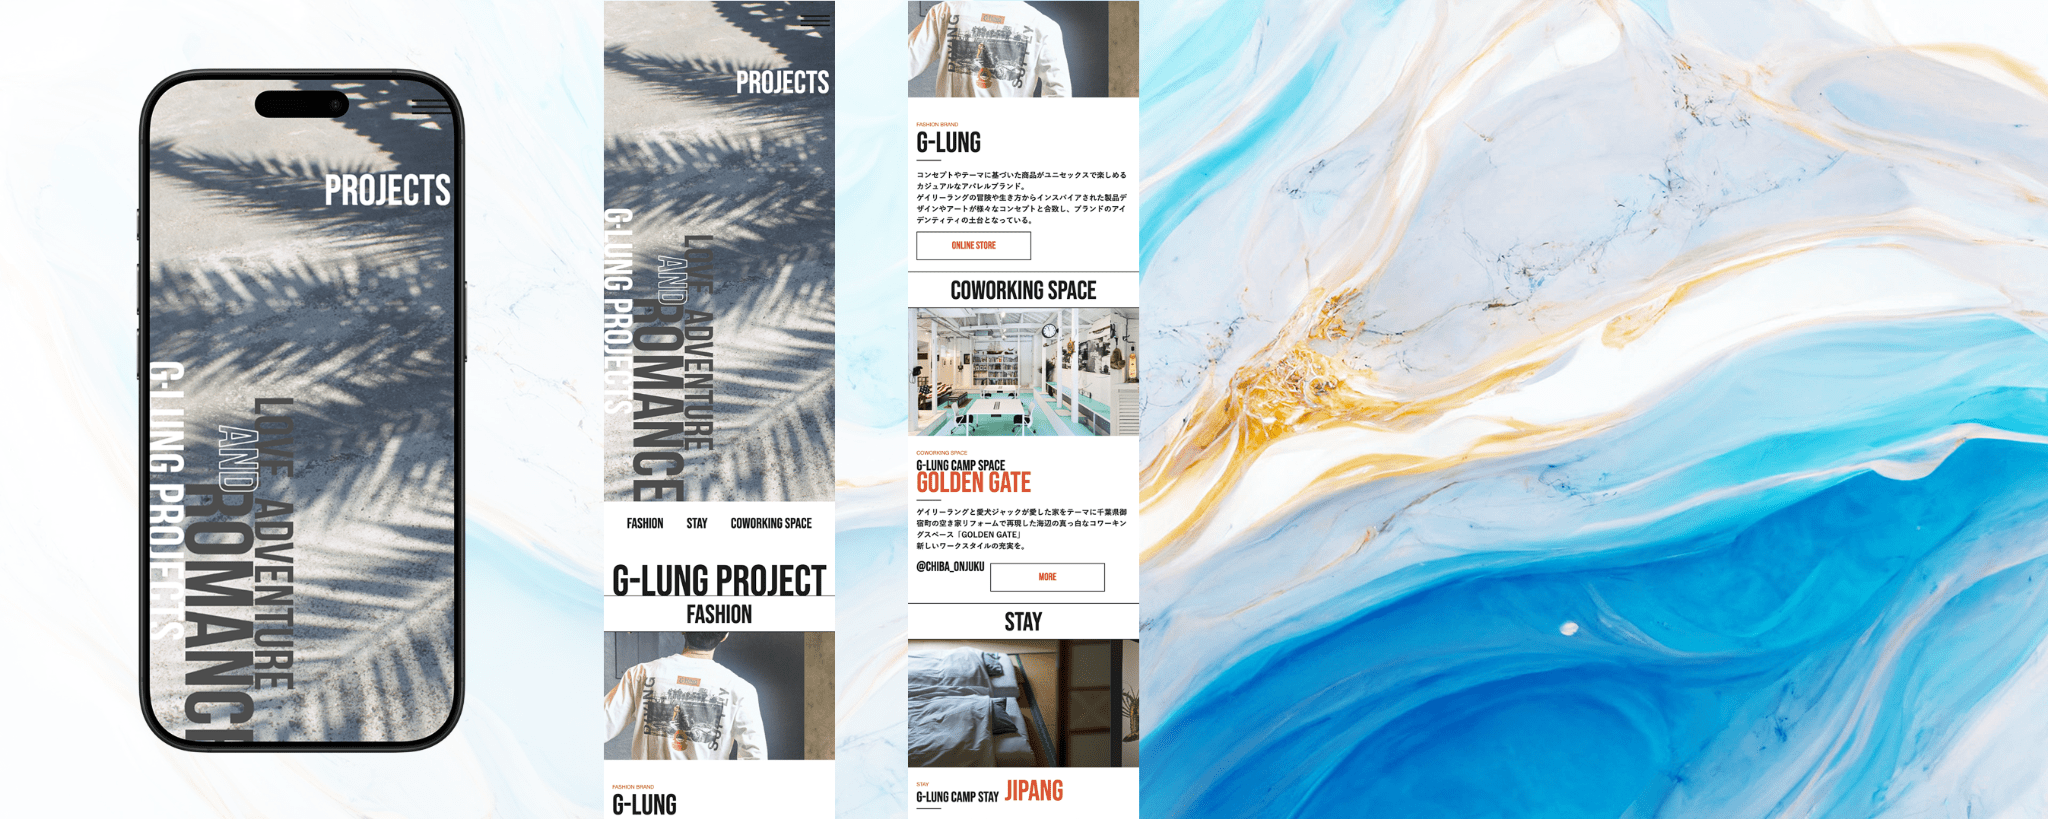 PROJECTS
G-LUNG PROJECTS
LOVE
AND
ADVENTURE
ROMANCE
PROJECTS
G-LUNG PROJECTS
LOVE
AND
ADVENTURE
ROMANCE
FASHION STAY COWORKING SPACE
G-LUNG PROJECT
FASHION
FASHION BRAND
G-LUNG
FASHION BRAND
G-LUNG
コンセプトやテーマに基づいた商品がユニセックスで楽しめる
カジュアルなアパレルブランド。
ゲイリーラングの冒険や生き方からインスパイアされた製品デ
ザインやアートが様々なコンセプトと合致し、ブランドのアイ
デンティティの土台となっている。
ONLINE STORE
COWORKING SPACE
COWORKING SPACE
G-LUNG CAMP SPACE
GOLDEN GATE
ゲイリーラングと愛犬ジャックが愛した家をテーマに千葉県御
宿町の空き家リフォームで再現した海辺の真っ白なコワーキン
グスペース「GOLDEN GATE」
新しいワークスタイルの充実を。
@CHIBA_ONJUKU MORE
STAY
STAY
G-LUNG CAMP STAY JIPANG